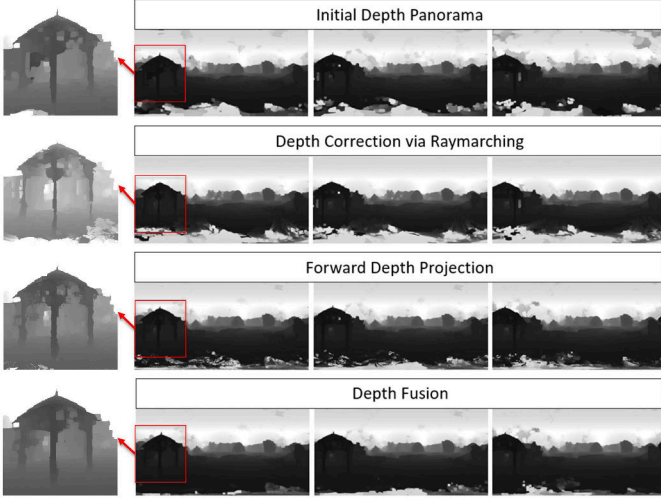 Initial Depth Panorama
Depth Correction via Raymarching
Forward Depth Projection
Depth Fusion